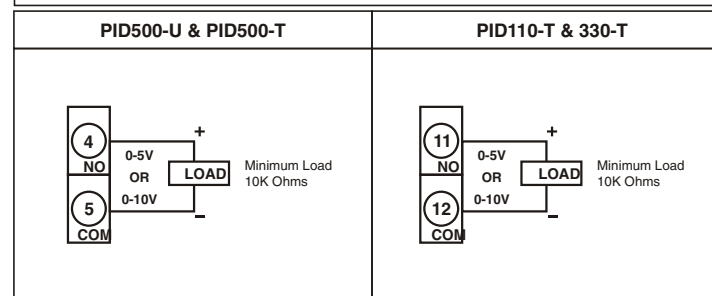 PID500-U & PID500-T
4
NO
5
COM
0-5V
OR
0-10V
+
LOAD
–
Minimum Load
10K Ohms
PID110-T & 330-T
11
NO
12
COM
0-5V
OR
0-10V
+
LOAD
–
Minimum Load
10K Ohms